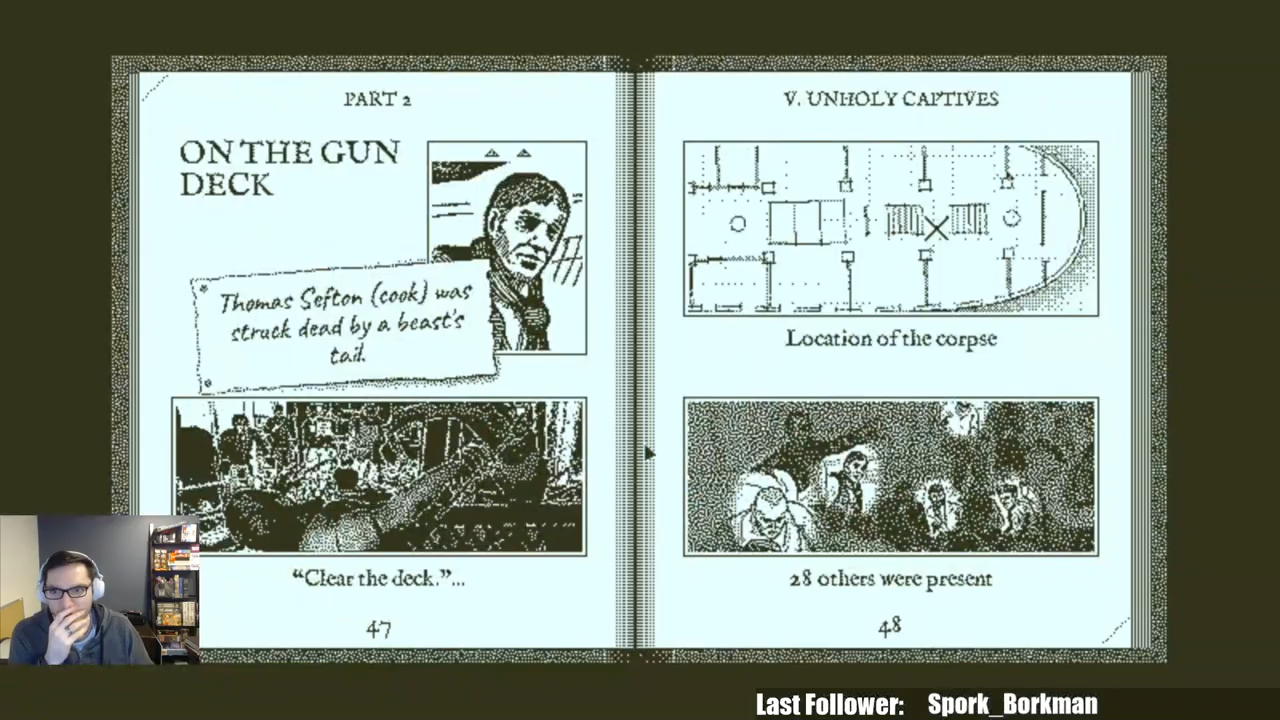 PART 2
ON THE GUN
DECK
Thomas Sefton (cook) was
struck dead by a beast's
tail.
“Clear the deck.”...
47
V. UNHOLY CAPTIVES
Location of the corpse
28 others were present
48
Last Follower: Spork_Borkman